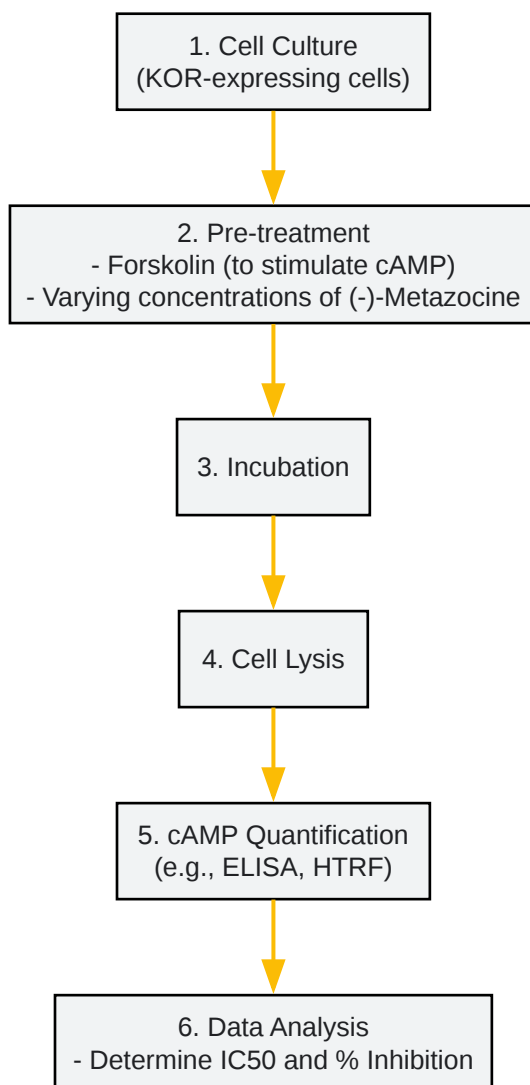 1. Cell Culture
(KOR-expressing cells)
2. Pre-treatment
- Forskolin (to stimulate cAMP)
- Varying concentrations of (-)-Metazocine
3. Incubation
4. Cell Lysis
5. cAMP Quantification
(e.g., ELISA, HTRF)
6. Data Analysis
- Determine IC50 and % Inhibition